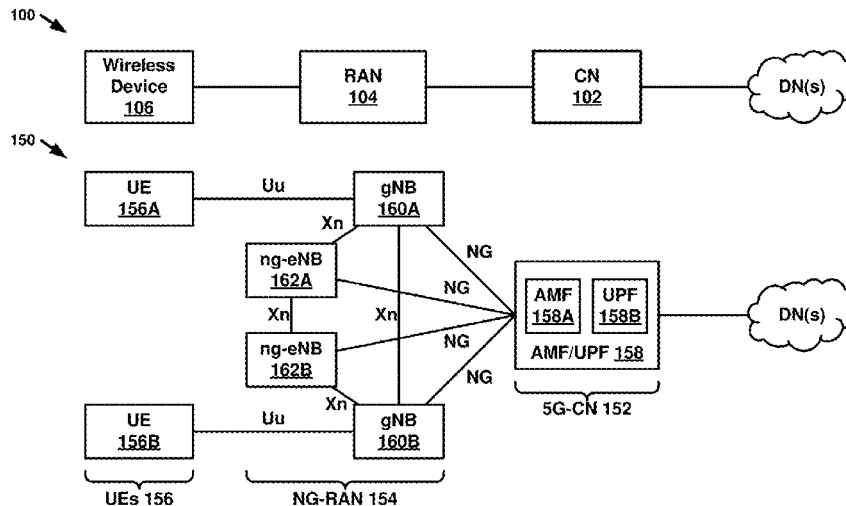 100
Wireless
Device
106
RAN
104
CN
102
DN(s)
150
UE
156A
Uu
gNB
160A
Xn
NG
ng-eNB
162A
NG
Xn
Xn
AMF
158A
UPF
158B
DN(s)
ng-eNB
162B
NG
AMF/UPF 158
Xn
NG
UE
156B
Uu
gNB
160B
5G-CN 152
UEs 156
NG-RAN 154